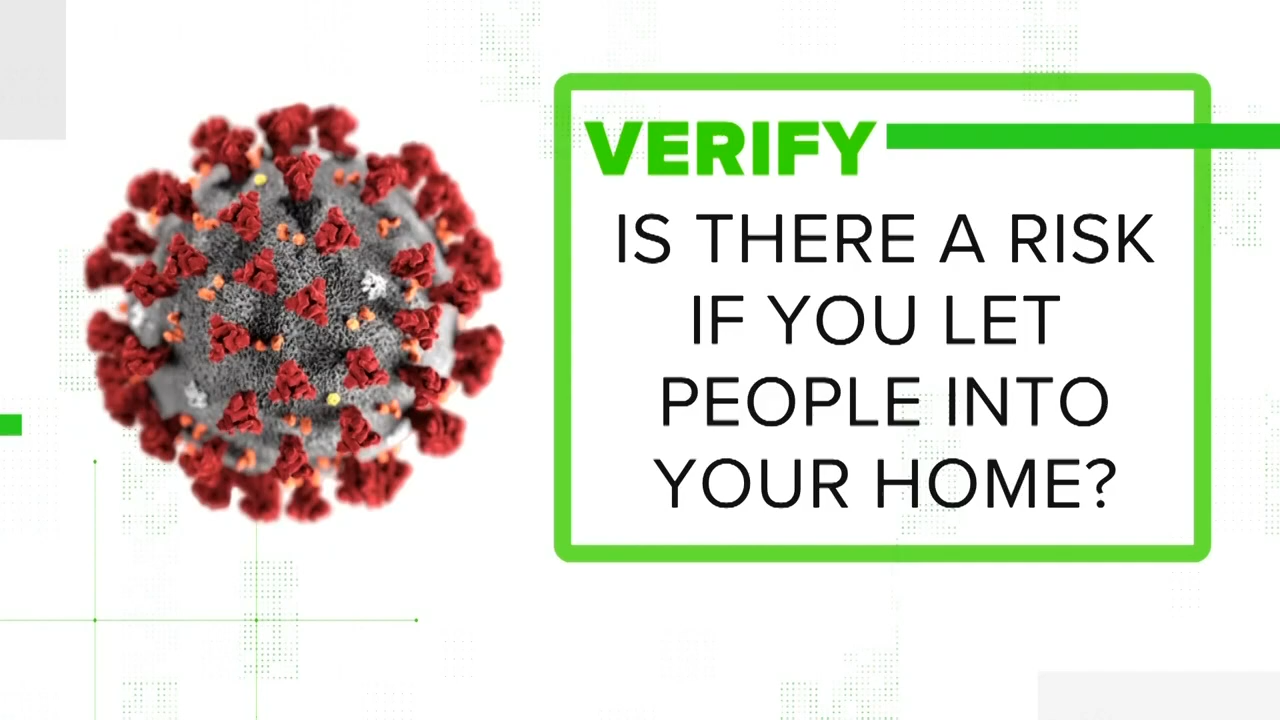 VERIFY
IS THERE A RISK
IF YOU LET
PEOPLE INTO
YOUR HOME?